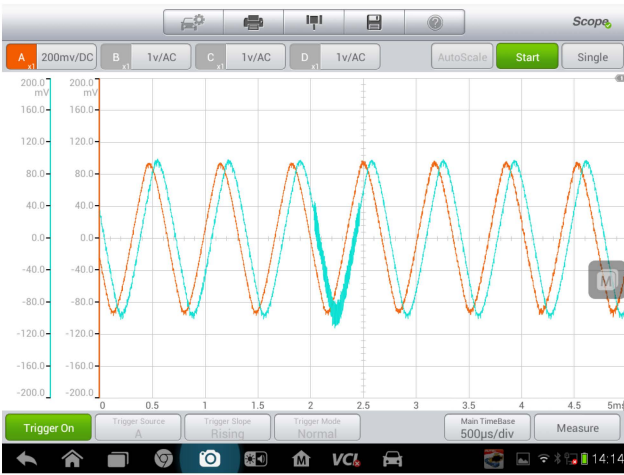 Scope
A x1 200mv/DC B x1 1v/AC C x1 1v/AC D x1 1v/AC AutoScale Start Single
200.0 mV 200.0 mV
160.0 160.0
120.0 120.0
80.0 80.0
40.0 40.0
0.0 0.0
-40.0 -40.0
-80.0 -80.0
-120.0 -120.0
-160.0 -160.0
-200.0 -200.0
M
0 0.5 1 1.5 2 2.5 3 3.5 4 4.5 5ms
Trigger On Trigger Source A Trigger Slope Rising Trigger Mode Normal Main TimeBase 500µs/div Measure
M VCI 14:14